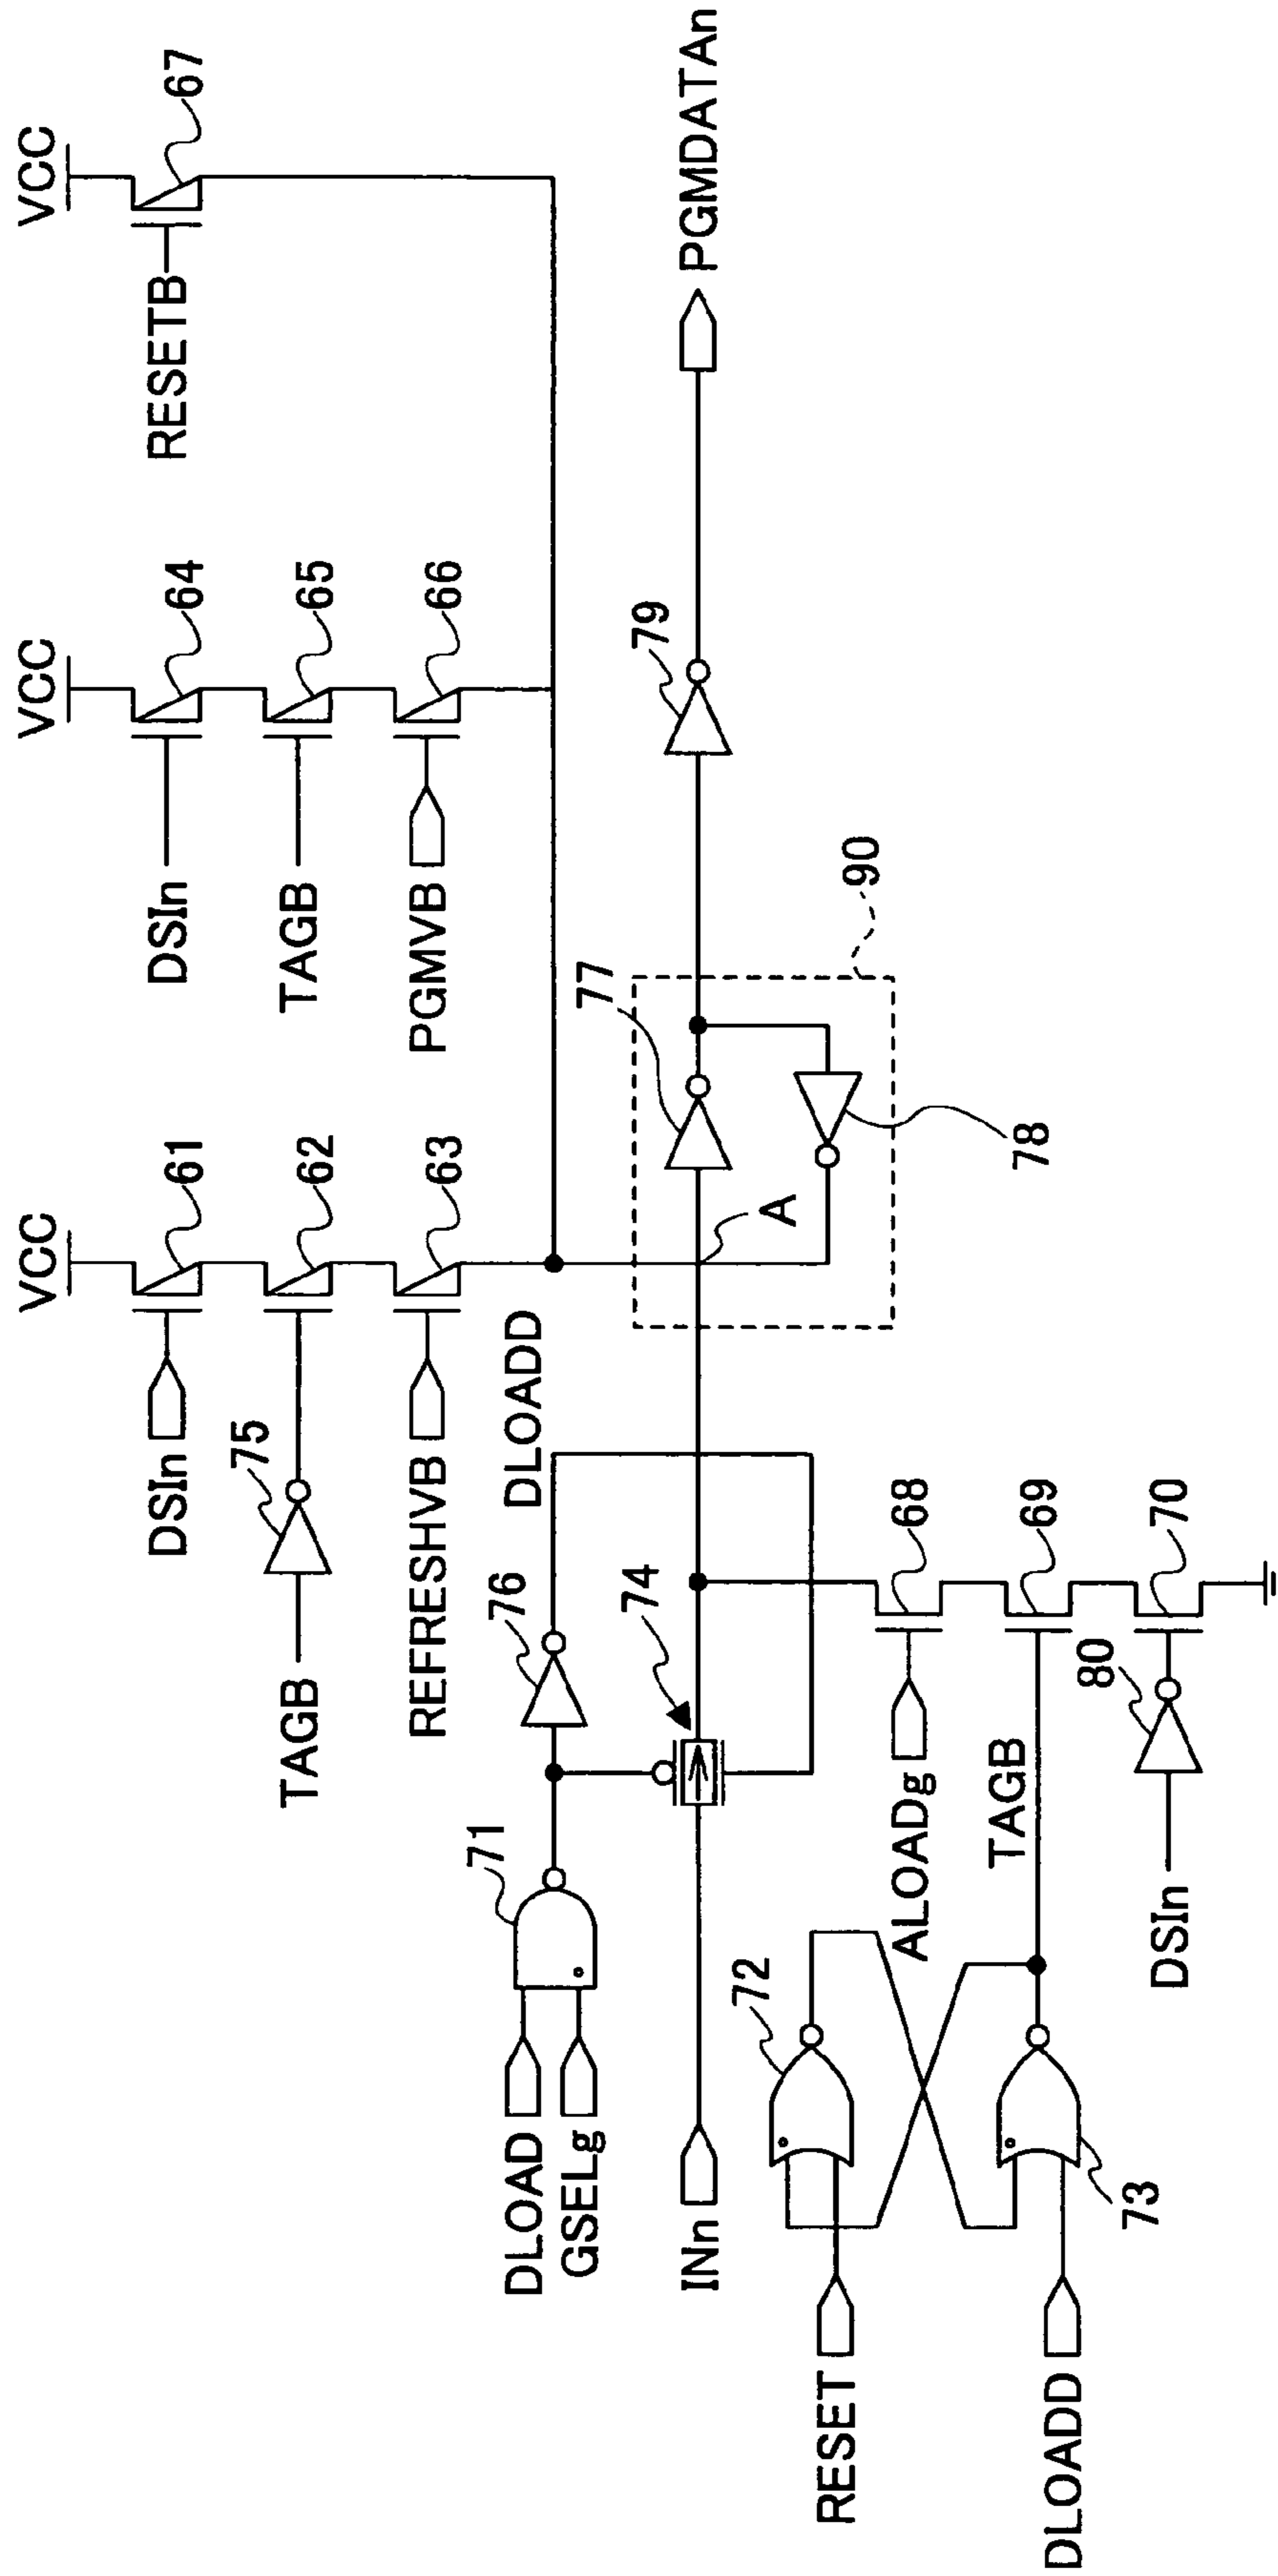 VCC
VCC
VCC
61
64
67
DSIn
DSIn
RESETB
75
62
65
TAGB
TAGB
63
66
REFRESHVB
PGMVB
DLOADD
71
76
DLOAD
GSELg
74
77
79
INn
PGMDATAn
A
90
72
78
RESET
ALOADg
68
TAGB
69
73
DLOADD
80
70
DSIn